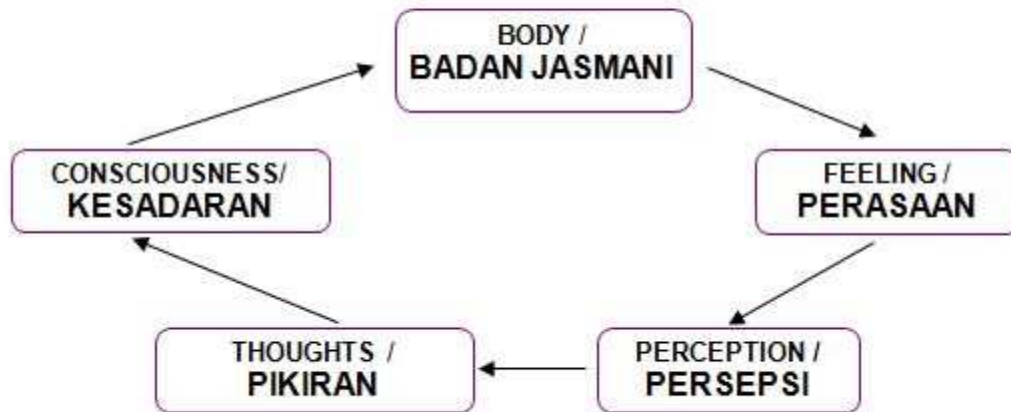 BODY /
BADAN JASMANI
FEELING /
PERASAAN
PERCEPTION /
PERSEPSI
THOUGHTS /
PIKIRAN
CONSCIOUSNESS/
KESADARAN